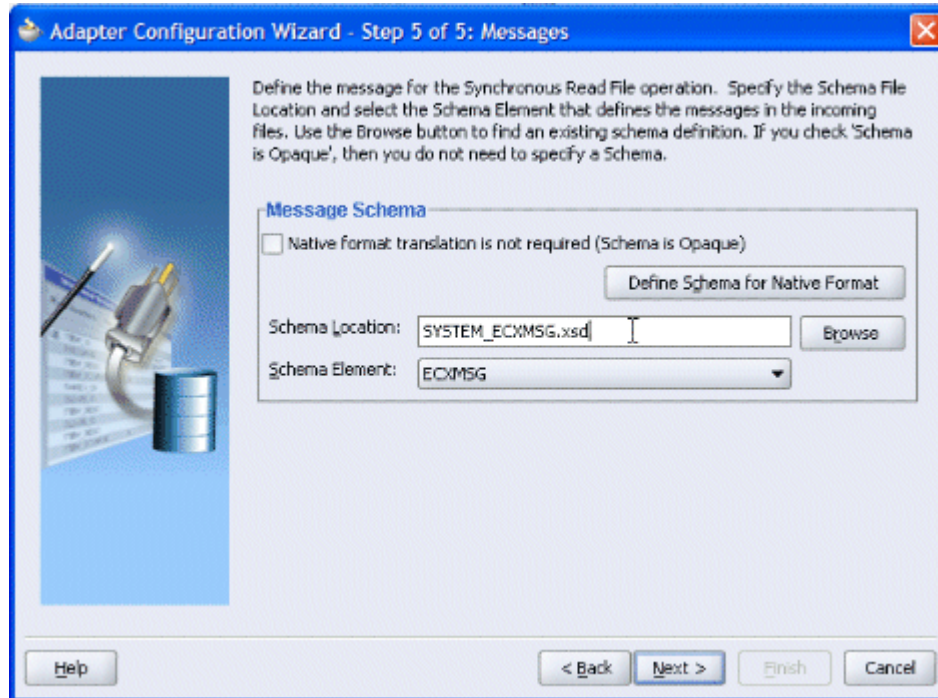 Adapter Configuration Wizard - Step 5 of 5: Messages
Define the message for the Synchronous Read File operation. Specify the Schema File
Location and select the Schema Element that defines the messages in the incoming
files. Use the Browse button to find an existing schema definition. If you check 'Schema
is Opaque', then you do not need to specify a Schema.
Message Schema
Native format translation is not required (Schema is Opaque)
Define Schema for Native Format
Schema Location: SYSTEM_ECXMSG.xsd Browse
Schema Element: ECXMSG
Help < Back Next > Finish Cancel